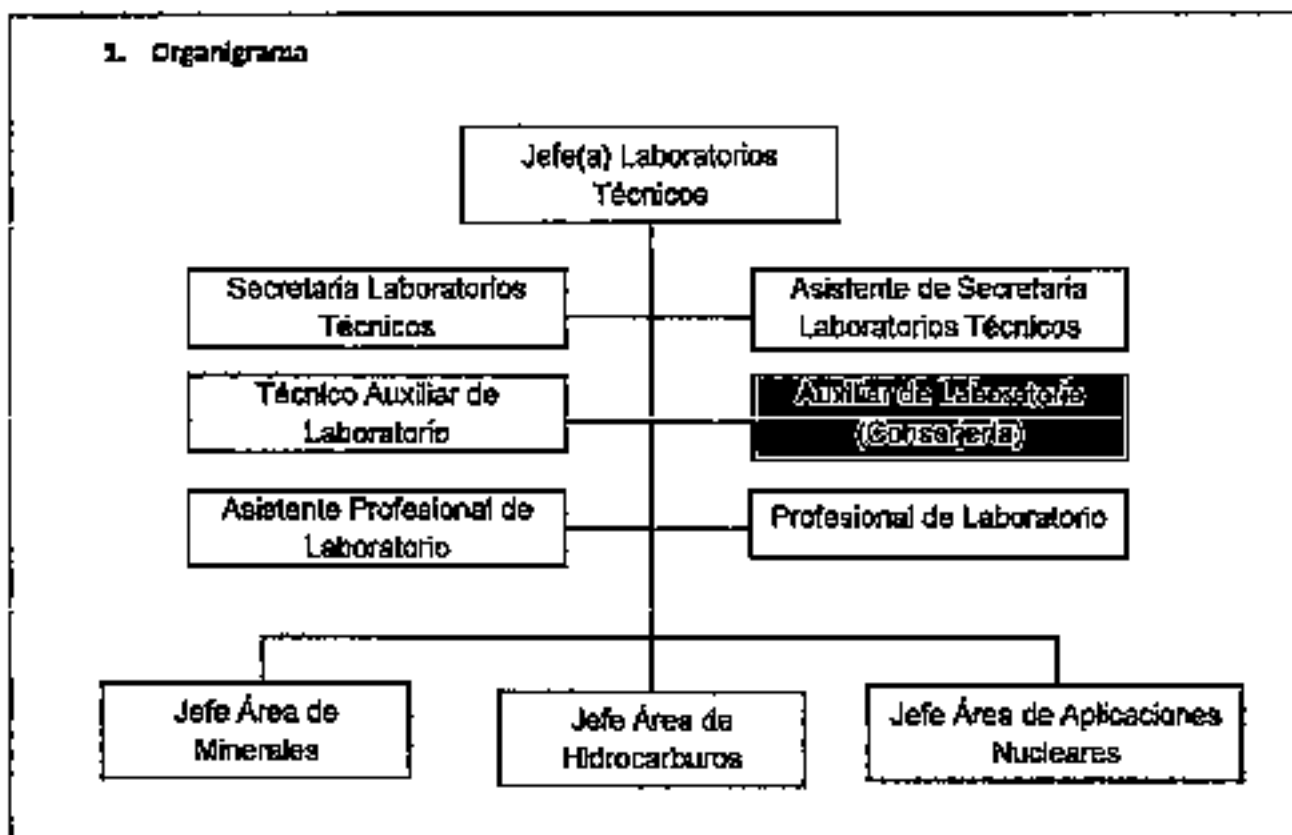 1. Organigrama
Jefe(a) Laboratorios
Técnicos
Secretaría Laboratorios
Técnicos
Asistente de Secretaría
Laboratorios Técnicos
Técnico Auxiliar de
Laboratorio
Auxiliar de Laboratorio
(Conserjería)
Asistente Profesional de
Laboratorio
Profesional de Laboratorio
Jefe Área de
Minerales
Jefe Área de
Hidrocarburos
Jefe Área de Aplicaciones
Nucleares